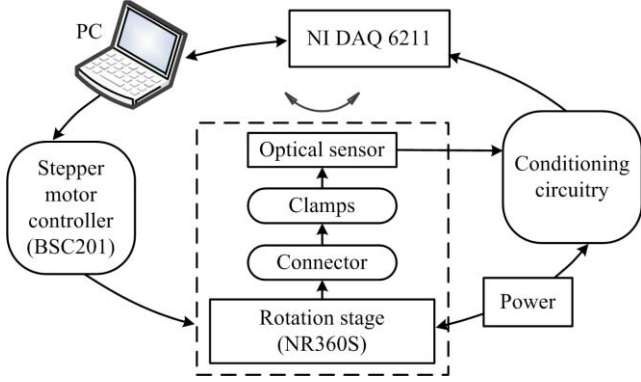 PC
NI DAQ 6211
Optical sensor
Clamps
Connector
Rotation stage
(NR360S)
Stepper
motor
controller
(BSC201)
Conditioning
circuitry
Power